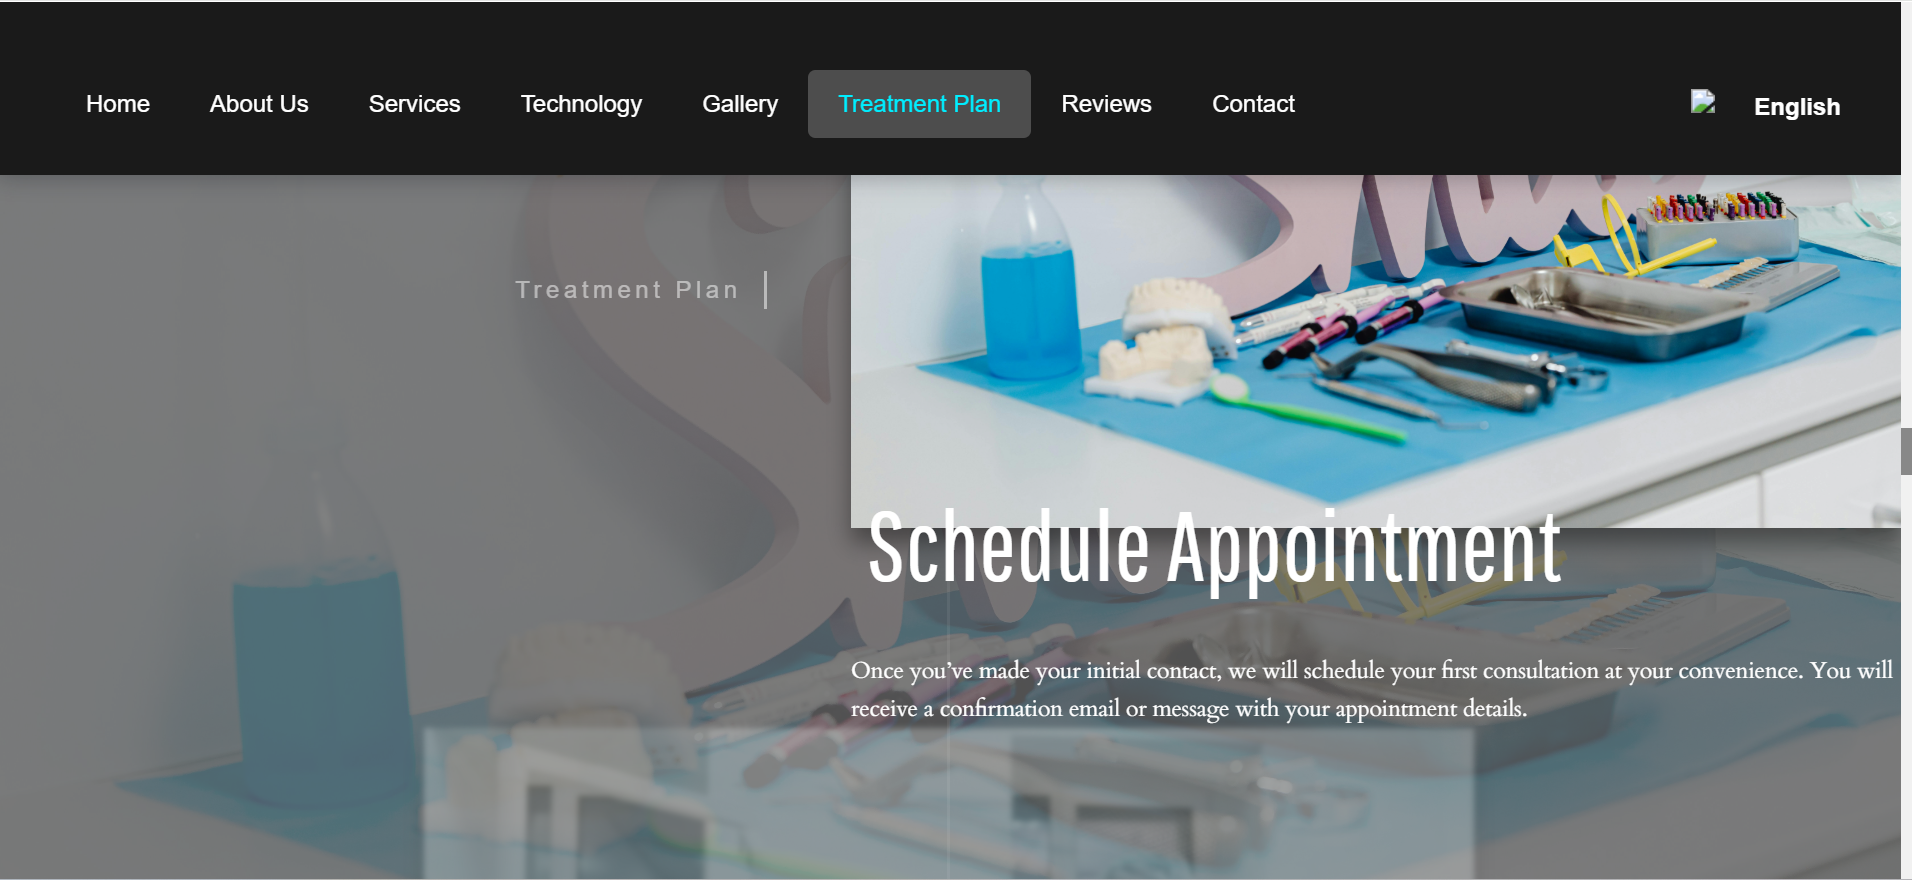 Home About Us Services Technology Gallery Treatment Plan Reviews Contact English
Treatment Plan
Schedule Appointment
Once you’ve made your initial contact, we will schedule your first consultation at your convenience. You will
receive a confirmation email or message with your appointment details.